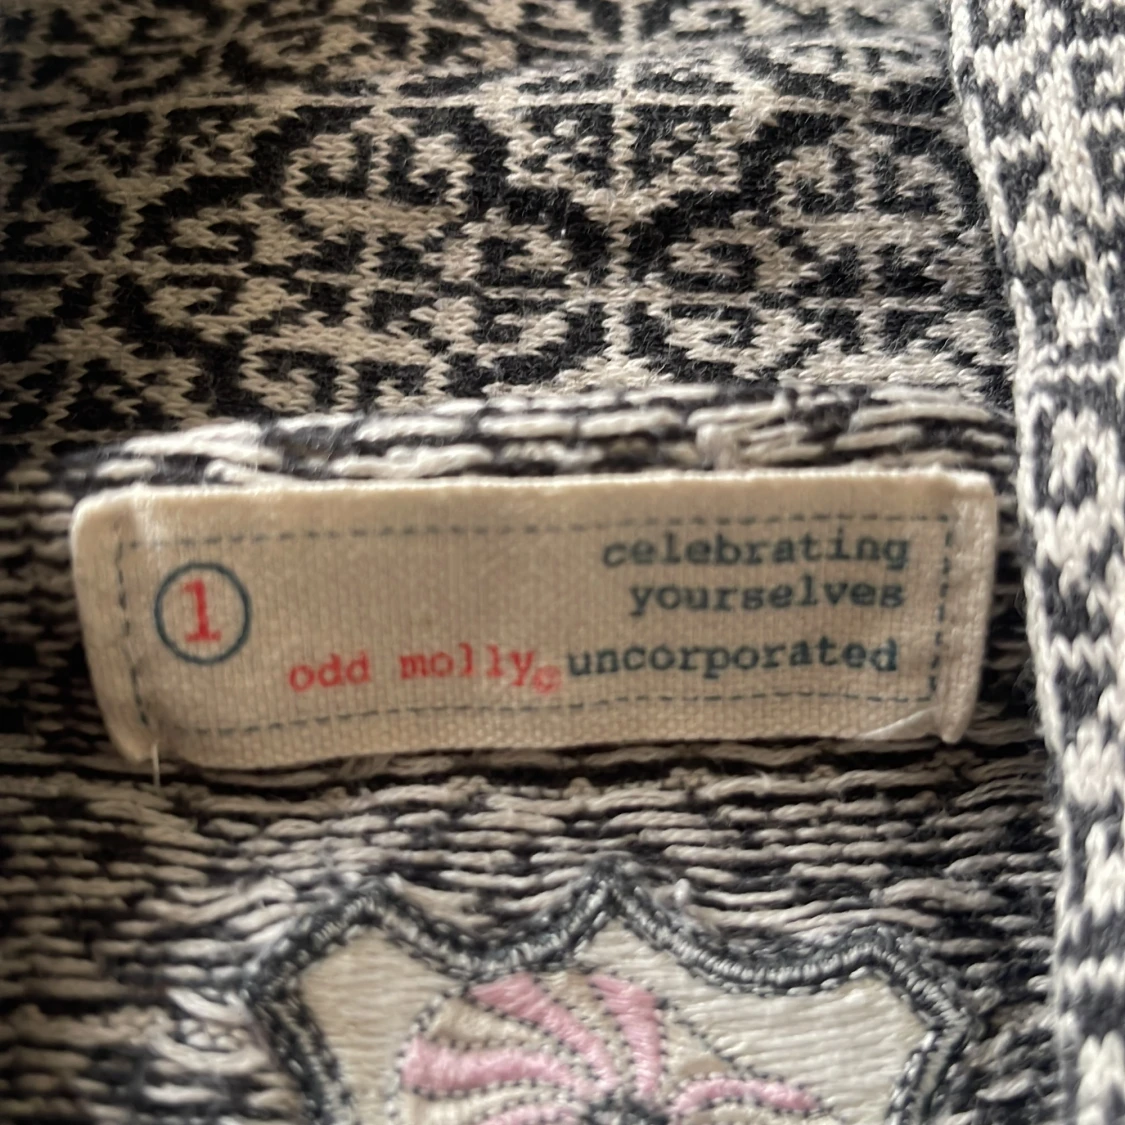 celebrating
yourselves
1
odd molly© uncorporated